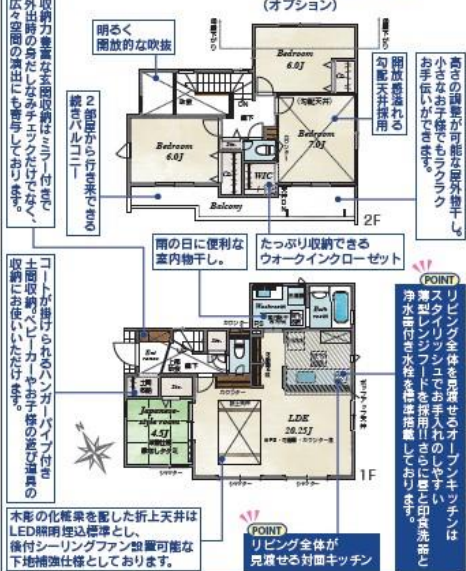 (オプション)
収納力豊富な玄関収納はミラー付きで
外出時の身だしなみチェックだけでなく、
広々空間の演出にも寄与しております。
明るく
開放的な吹抜
2部屋から行き来できる
続きバルコニー
Bedroom
6.0J
DN
廊下
Bedroom
6.0J
(勾配天井)
Bedroom
7.0J
WIC
Balcony
2F
開放感溢れる
勾配天井採用
高さの調整が可能な屋外物干し。
小さなお子様でもラクラク
お手伝いができます。
雨の日に便利な
室内物干し。
たっぷり収納できる
ウォークインクローゼット
コートが掛けられるハンガーパイプ付き
土間収納。ベビーカーやお子様の遊び道具の
収納にお使いいただけます。
Washroom
Bath room
Ent rance
Japanese-
style room
4.5J
LDK
20.25J
1F
POINT
リビング全体を見渡せるオープンキッチンは
スタイリッシュでお手入れのしやすい
薄型レンジフードを採用!!さらに昼と印食洗器と
浄水器付き水栓を標準搭載しております。
木彫の化粧梁を配した折上天井は
LED照明埋込標準とし、
後付シーリングファン設置可能な
下地補強仕様としております。
POINT
リビング全体が
見渡せる対面キッチン